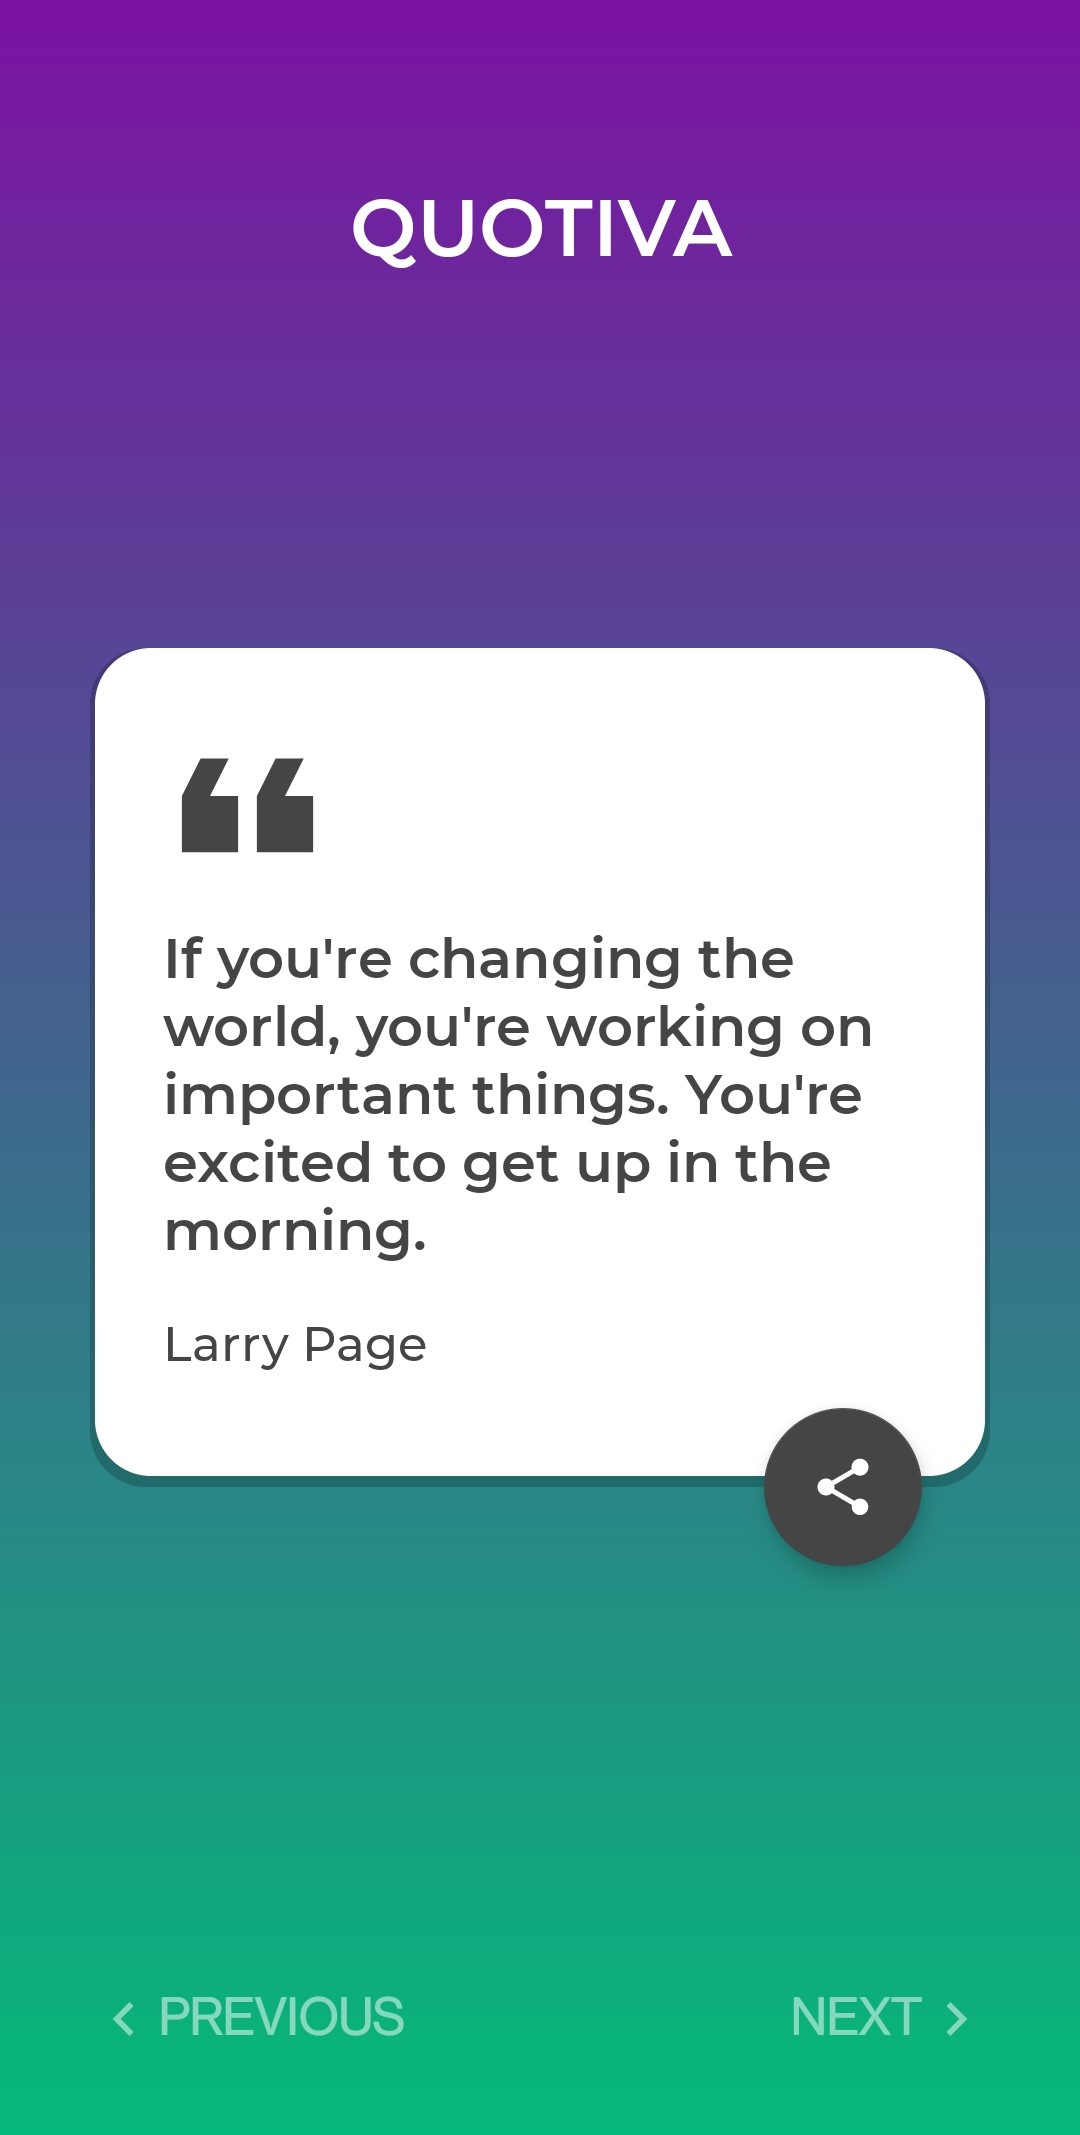 QUOTIVA
If you're changing the
world, you're working on
important things. You're
excited to get up in the
morning.
Larry Page
PREVIOUS
NEXT